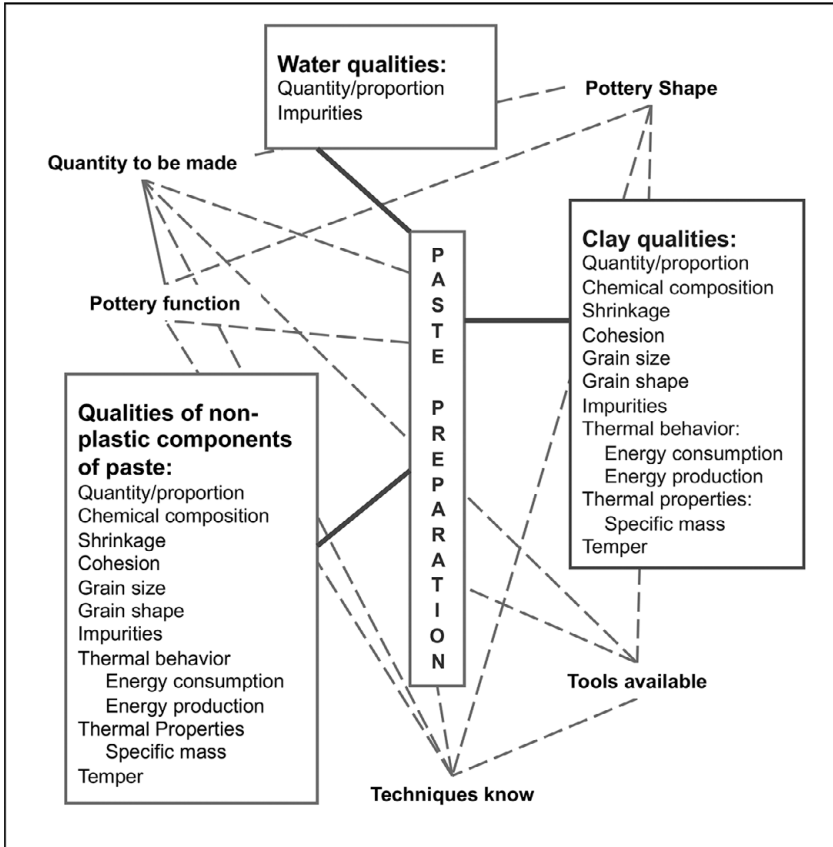 Water qualities:
Quantity/proportion
Impurities
Pottery Shape
Quantity to be made
Pottery function
PASTE PREPARATION
Clay qualities:
Quantity/proportion
Chemical composition
Shrinkage
Cohesion
Grain size
Grain shape
Impurities
Thermal behavior:
Energy consumption
Energy production
Thermal properties:
Specific mass
Temper
Qualities of non-
plastic components
of paste:
Quantity/proportion
Chemical composition
Shrinkage
Cohesion
Grain size
Grain shape
Impurities
Thermal behavior
Energy consumption
Energy production
Thermal Properties
Specific mass
Temper
Tools available
Techniques know